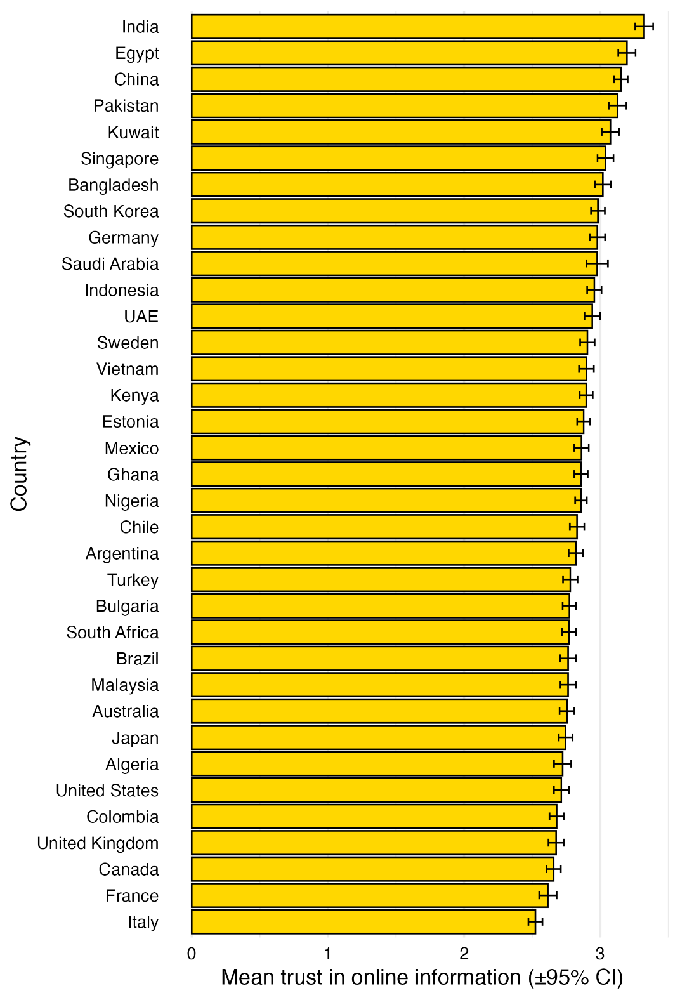 India
Egypt
China
Pakistan
Kuwait
Singapore
Bangladesh
South Korea
Germany
Saudi Arabia
Indonesia
UAE
Sweden
Vietnam
Kenya
Estonia
Mexico
Ghana
Nigeria
Chile
Argentina
Turkey
Bulgaria
South Africa
Brazil
Malaysia
Australia
Japan
Algeria
United States
Colombia
United Kingdom
Canada
France
Italy
Country
0 1 2 3
Mean trust in online information (±95% CI)